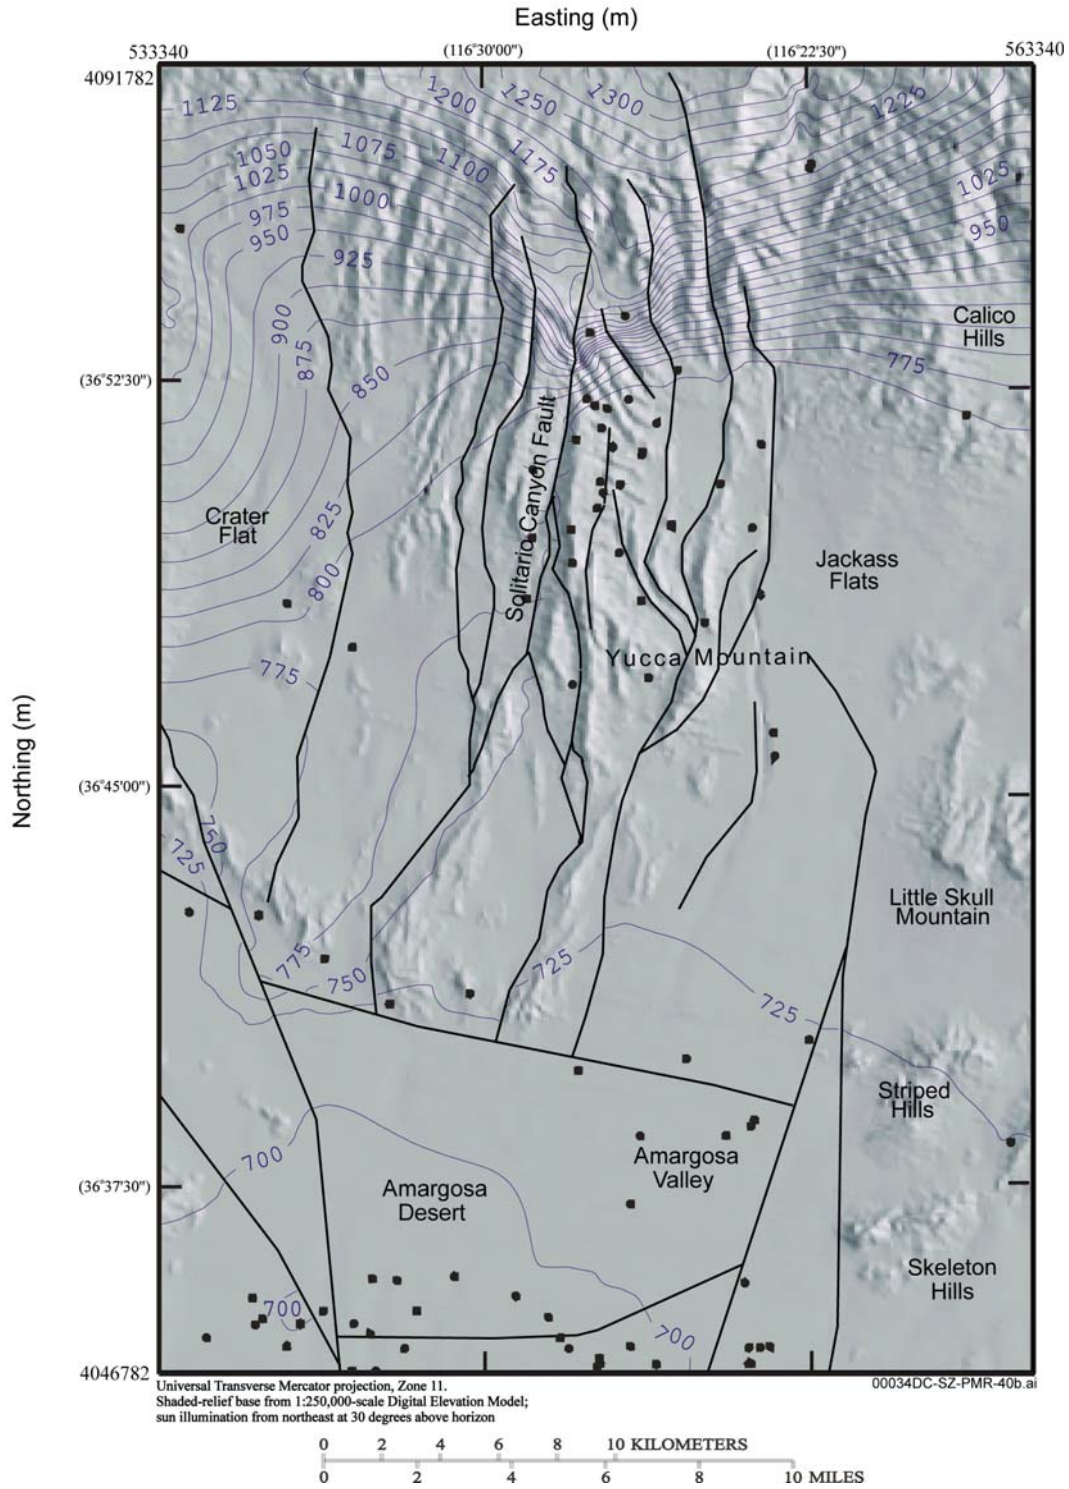 Easting (m)
533340
(116°30'00")
(116°22'30")
563340
4091782
1125
1200
1250
1300
1225
1050
1075
1100
1175
1025
1000
1025
975
950
950
925
900
875
850
775
Calico
Hills
(36°52'30")
Solitario Canyon Fault
825
800
Crater
Flat
Jackass
Flats
775
Yucca Mountain
Northing (m)
(36°45'00")
750
725
Little Skull
Mountain
775
750
725
725
Striped
Hills
700
Amargosa
Valley
(36°37'30")
Amargosa
Desert
Skeleton
Hills
700
700
4046782
Universal Transverse Mercator projection, Zone 11.
Shaded-relief base from 1:250,000-scale Digital Elevation Model;
sun illumination from northeast at 30 degrees above horizon
00034DC-SZ-PMR-40b.ai
0 2 4 6 8 10 KILOMETERS
0 2 4 6 8 10 MILES